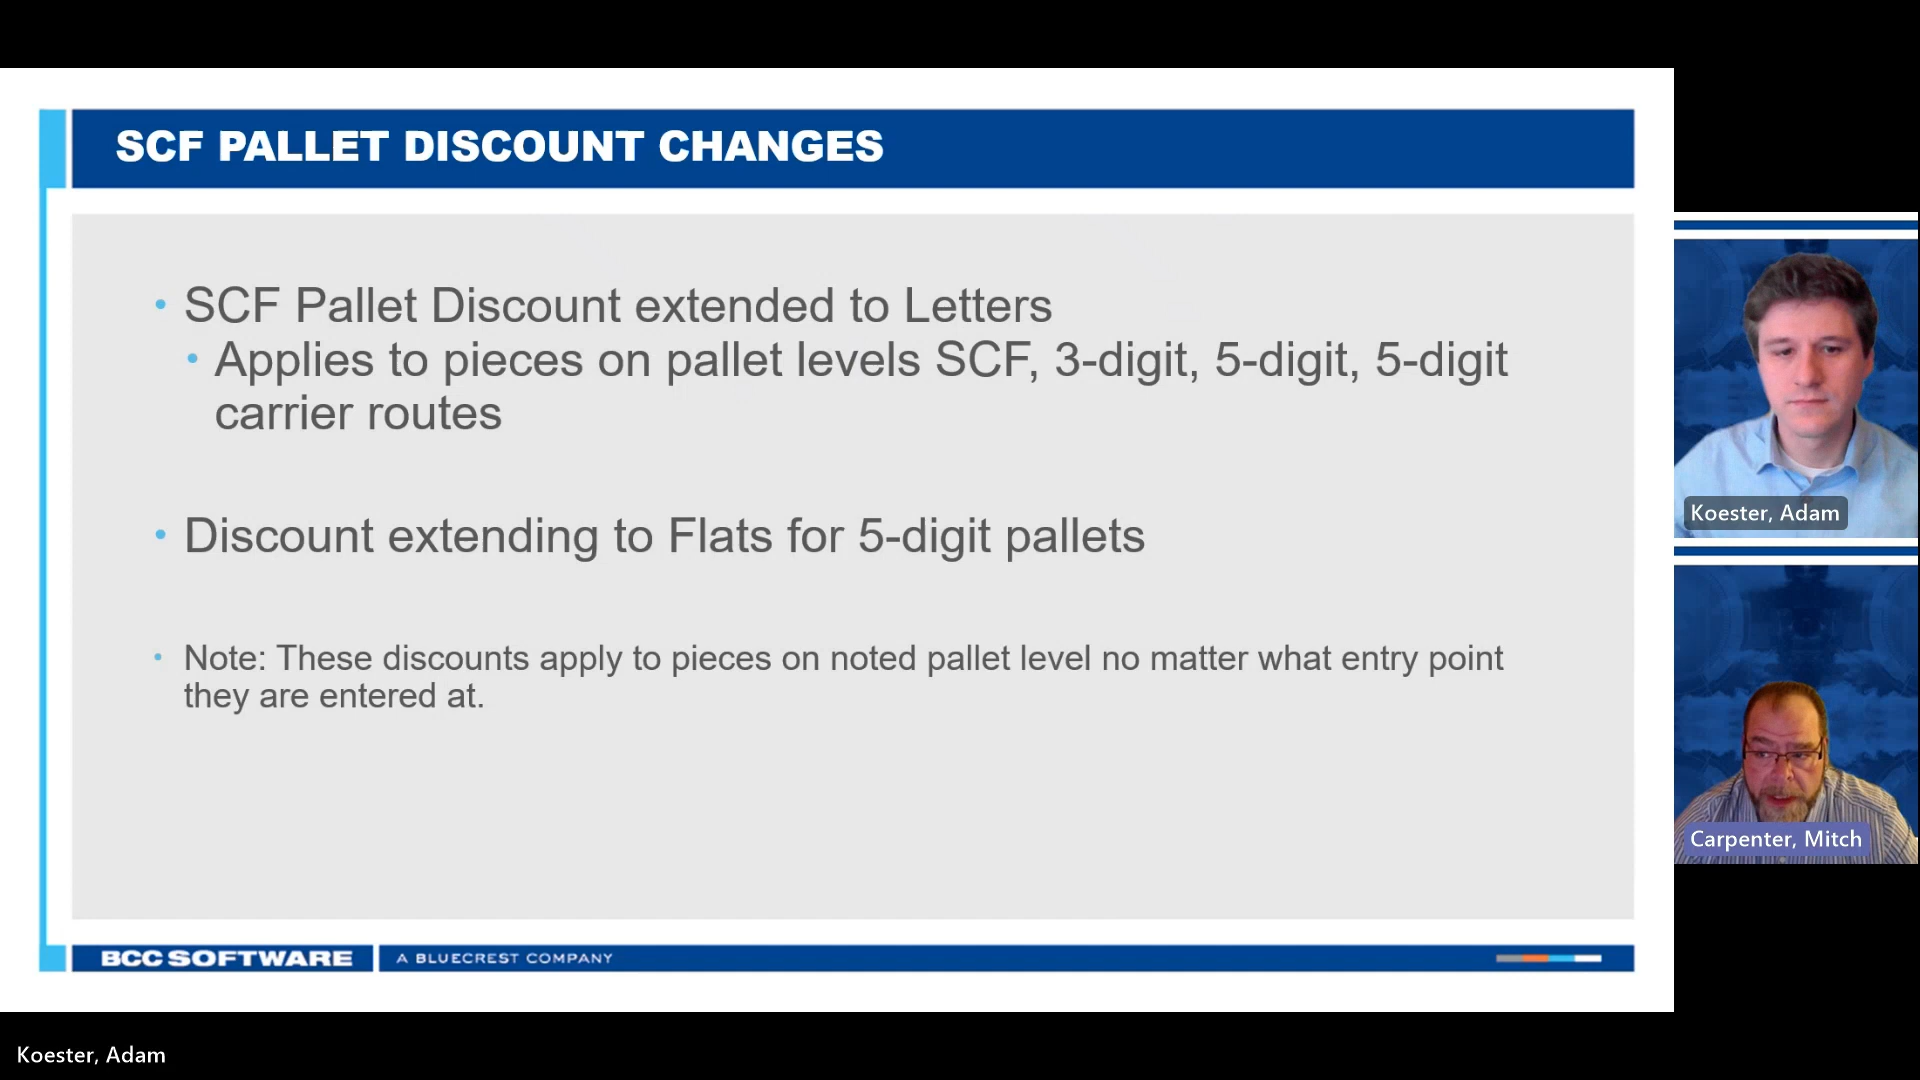 SCF PALLET DISCOUNT CHANGES
• SCF Pallet Discount extended to Letters
• Applies to pieces on pallet levels SCF, 3-digit, 5-digit, 5-digit
carrier routes
• Discount extending to Flats for 5-digit pallets
• Note: These discounts apply to pieces on noted pallet level no matter what entry point
they are entered at.
BCC SOFTWARE A BLUECREST COMPANY
Koester, Adam
Carpenter, Mitch
Koester, Adam